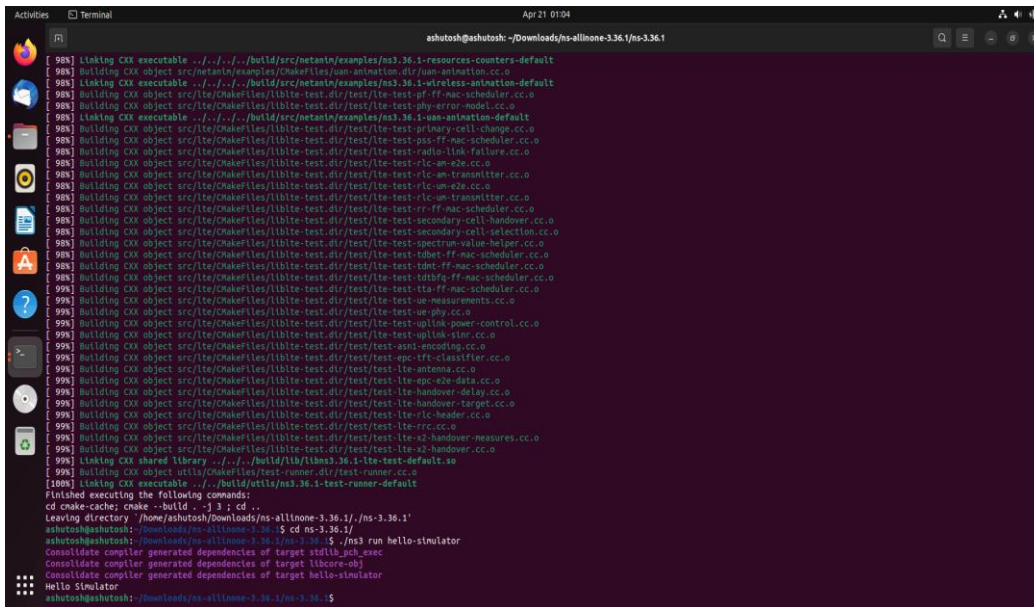 Activities Terminal Apr 21 01:04
ashutosh@ashutosh: ~/Downloads/ns-allinone-3.36.1/ns-3.36.1
[ 98%] Linking CXX executable ../../../../build/src/netanim/examples/ns3.36.1-resources-counters-default
[ 98%] Building CXX object src/netanim/examples/CMakeFiles/uan-animation.dir/uan-animation.cc.o
[ 98%] Linking CXX executable ../../../../build/src/netanim/examples/ns3.36.1-wireless-animation-default
[ 98%] Building CXX object src/lte/CMakeFiles/liblte-test.dir/test/lte-test-pf-ff-mac-scheduler.cc.o
[ 98%] Building CXX object src/lte/CMakeFiles/liblte-test.dir/test/lte-test-phy-error-model.cc.o
[ 98%] Linking CXX executable ../../../../build/src/netanim/examples/ns3.36.1-uan-animation-default
[ 98%] Building CXX object src/lte/CMakeFiles/liblte-test.dir/test/lte-test-primary-cell-change.cc.o
[ 98%] Building CXX object src/lte/CMakeFiles/liblte-test.dir/test/lte-test-pss-ff-mac-scheduler.cc.o
[ 98%] Building CXX object src/lte/CMakeFiles/liblte-test.dir/test/lte-test-radio-link-failure.cc.o
[ 98%] Building CXX object src/lte/CMakeFiles/liblte-test.dir/test/lte-test-rlc-am-e2e.cc.o
[ 98%] Building CXX object src/lte/CMakeFiles/liblte-test.dir/test/lte-test-rlc-am-transmitter.cc.o
[ 98%] Building CXX object src/lte/CMakeFiles/liblte-test.dir/test/lte-test-rlc-um-e2e.cc.o
[ 98%] Building CXX object src/lte/CMakeFiles/liblte-test.dir/test/lte-test-rlc-um-transmitter.cc.o
[ 98%] Building CXX object src/lte/CMakeFiles/liblte-test.dir/test/lte-test-rr-ff-mac-scheduler.cc.o
[ 98%] Building CXX object src/lte/CMakeFiles/liblte-test.dir/test/lte-test-secondary-cell-handover.cc.o
[ 98%] Building CXX object src/lte/CMakeFiles/liblte-test.dir/test/lte-test-secondary-cell-selection.cc.o
[ 98%] Building CXX object src/lte/CMakeFiles/liblte-test.dir/test/lte-test-spectrum-value-helper.cc.o
[ 98%] Building CXX object src/lte/CMakeFiles/liblte-test.dir/test/lte-test-tdbet-ff-mac-scheduler.cc.o
[ 98%] Building CXX object src/lte/CMakeFiles/liblte-test.dir/test/lte-test-tdmt-ff-mac-scheduler.cc.o
[ 98%] Building CXX object src/lte/CMakeFiles/liblte-test.dir/test/lte-test-tdtbfq-ff-mac-scheduler.cc.o
[ 99%] Building CXX object src/lte/CMakeFiles/liblte-test.dir/test/lte-test-tta-ff-mac-scheduler.cc.o
[ 99%] Building CXX object src/lte/CMakeFiles/liblte-test.dir/test/lte-test-ue-measurements.cc.o
[ 99%] Building CXX object src/lte/CMakeFiles/liblte-test.dir/test/lte-test-ue-phy.cc.o
[ 99%] Building CXX object src/lte/CMakeFiles/liblte-test.dir/test/lte-test-uplink-power-control.cc.o
[ 99%] Building CXX object src/lte/CMakeFiles/liblte-test.dir/test/lte-test-uplink-sinr.cc.o
[ 99%] Building CXX object src/lte/CMakeFiles/liblte-test.dir/test/test-asn1-encoding.cc.o
[ 99%] Building CXX object src/lte/CMakeFiles/liblte-test.dir/test/test-epc-tft-classifier.cc.o
[ 99%] Building CXX object src/lte/CMakeFiles/liblte-test.dir/test/test-lte-antenna.cc.o
[ 99%] Building CXX object src/lte/CMakeFiles/liblte-test.dir/test/test-lte-epc-e2e-data.cc.o
[ 99%] Building CXX object src/lte/CMakeFiles/liblte-test.dir/test/test-lte-handover-delay.cc.o
[ 99%] Building CXX object src/lte/CMakeFiles/liblte-test.dir/test/test-lte-handover-target.cc.o
[ 99%] Building CXX object src/lte/CMakeFiles/liblte-test.dir/test/test-lte-rlc-header.cc.o
[ 99%] Building CXX object src/lte/CMakeFiles/liblte-test.dir/test/test-lte-rrc.cc.o
[ 99%] Building CXX object src/lte/CMakeFiles/liblte-test.dir/test/test-lte-x2-handover-measures.cc.o
[ 99%] Building CXX object src/lte/CMakeFiles/liblte-test.dir/test/test-lte-x2-handover.cc.o
[ 99%] Linking CXX shared library ../../../build/lib/libns3.36.1-lte-test-default.so
[ 99%] Building CXX object utils/CMakeFiles/test-runner.dir/test-runner.cc.o
[100%] Linking CXX executable ../../build/utils/ns3.36.1-test-runner-default
Finished executing the following commands:
cd cmake-cache; cmake --build . -j 3 ; cd ..
Leaving directory `/home/ashutosh/Downloads/ns-allinone-3.36.1/./ns-3.36.1'
ashutosh@ashutosh:~/Downloads/ns-allinone-3.36.1$ cd ns-3.36.1/
ashutosh@ashutosh:~/Downloads/ns-allinone-3.36.1/ns-3.36.1$ ./ns3 run hello-simulator
Consolidate compiler generated dependencies of target stdlib_pch_exec
Consolidate compiler generated dependencies of target libcore-obj
Consolidate compiler generated dependencies of target hello-simulator
Hello Simulator
ashutosh@ashutosh:~/Downloads/ns-allinone-3.36.1/ns-3.36.1$